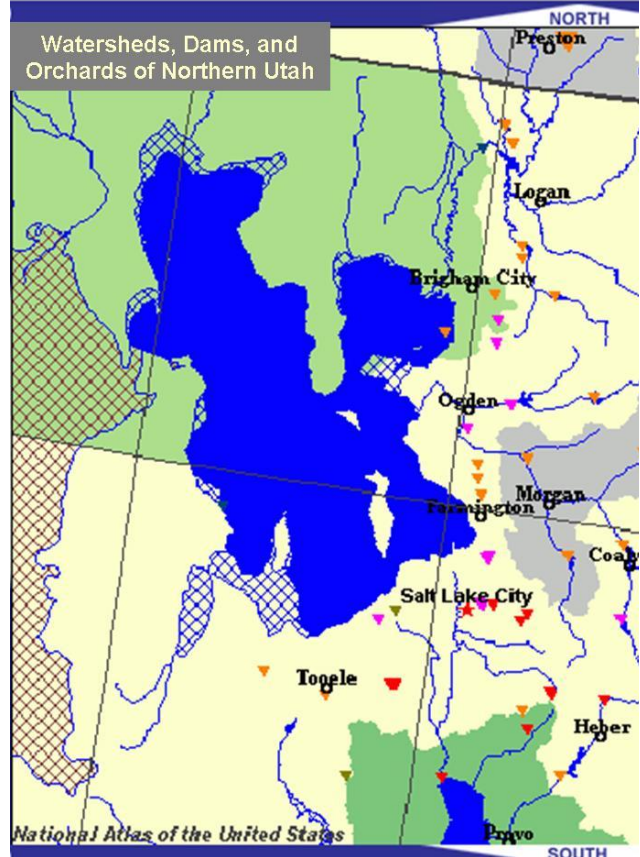 NORTH
Watersheds, Dams, and
Orchards of Northern Utah
Preston
Logan
Brigham City
Ogden
Morgan
Farmington
Salt Lake City
Tooele
Heber
National Atlas of the United States
Provo
SOUTH